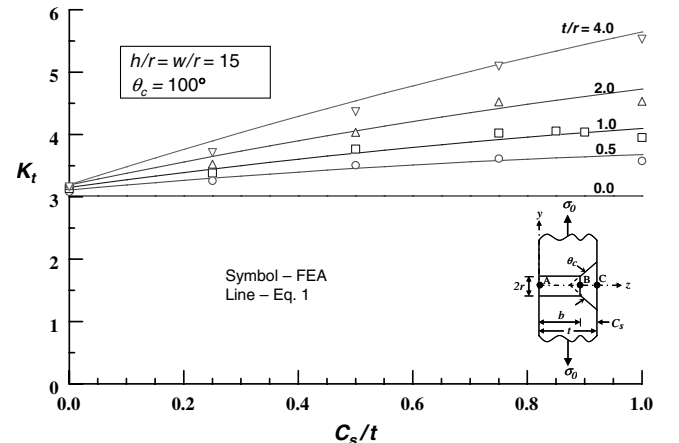 6
5
4
3
2
1
0
K_t
h/r = w/r = 15
θ_c = 100°
t/r = 4.0
2.0
1.0
0.5
0.0
Symbol – FEA
Line – Eq. 1
σ_0
y
θ_c
2r
A
B
C
z
b
t
C_s
σ_0
0.0
0.2
0.4
0.6
0.8
1.0
C_s/t